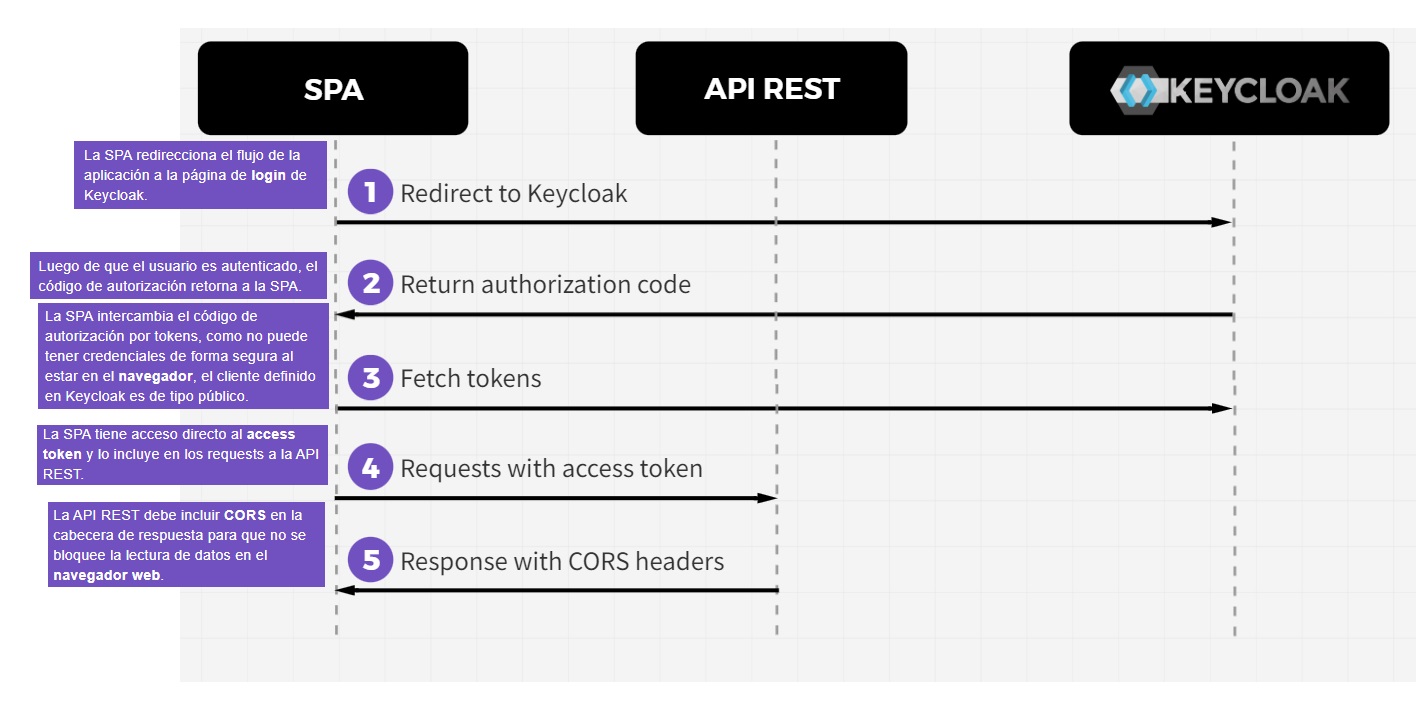 SPA
API REST
KEYCLOAK
La SPA redirecciona el flujo de la
aplicación a la página de login de
Keycloak.
1 Redirect to Keycloak
Luego de que el usuario es autenticado, el
código de autorización retorna a la SPA.
2 Return authorization code
La SPA intercambia el código de
autorización por tokens, como no puede
tener credenciales de forma segura al
estar en el navegador, el cliente definido
en Keycloak es de tipo público.
3 Fetch tokens
La SPA tiene acceso directo al access
token y lo incluye en los requests a la API
REST.
4 Requests with access token
La API REST debe incluir CORS en la
cabecera de respuesta para que no se
bloquee la lectura de datos en el
navegador web.
5 Response with CORS headers